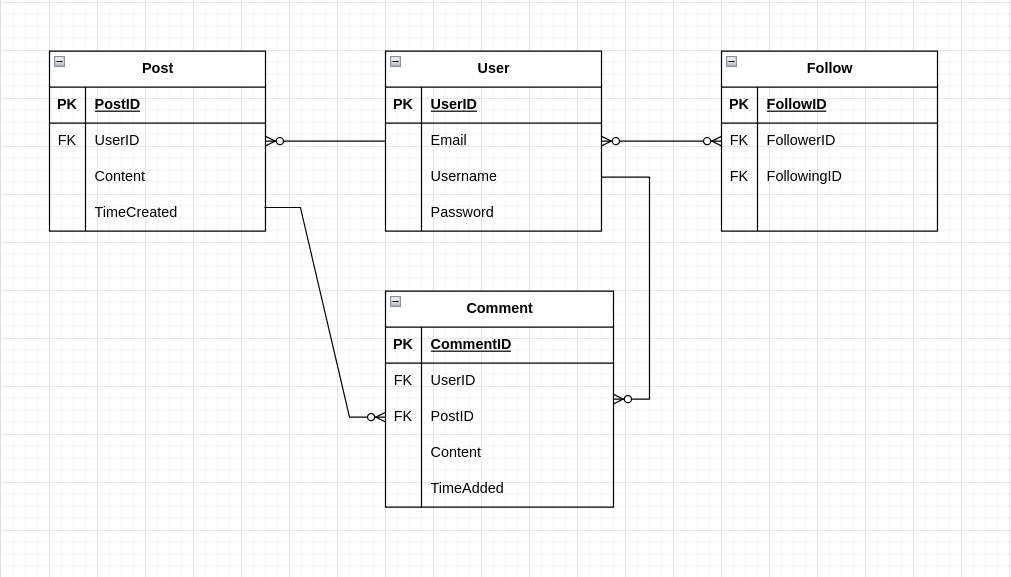 Post
PK PostID
FK UserID
Content
TimeCreated
User
PK UserID
Email
Username
Password
Follow
PK FollowID
FK FollowerID
FK FollowingID
Comment
PK CommentID
FK UserID
FK PostID
Content
TimeAdded